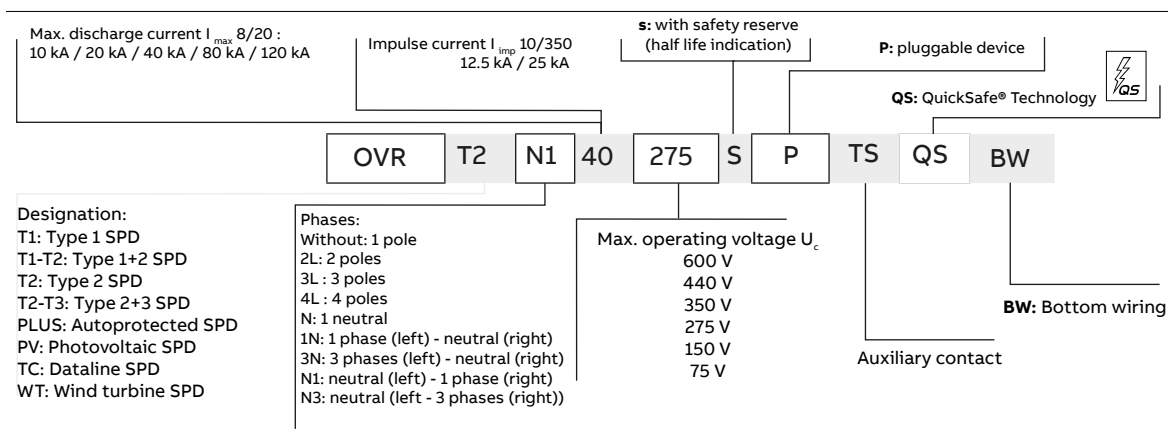 Max. discharge current I max 8/20 :
10 kA / 20 kA / 40 kA / 80 kA / 120 kA
Impulse current I imp 10/350
12.5 kA / 25 kA
s: with safety reserve
(half life indication)
P: pluggable device
QS: QuickSafe® Technology
QS
OVR T2 N1 40 275 S P TS QS BW
Designation:
T1: Type 1 SPD
T1-T2: Type 1+2 SPD
T2: Type 2 SPD
T2-T3: Type 2+3 SPD
PLUS: Autoprotected SPD
PV: Photovoltaic SPD
TC: Dataline SPD
WT: Wind turbine SPD
Phases:
Without: 1 pole
2L: 2 poles
3L : 3 poles
4L : 4 poles
N: 1 neutral
1N: 1 phase (left) - neutral (right)
3N: 3 phases (left) - neutral (right)
N1: neutral (left) - 1 phase (right)
N3: neutral (left - 3 phases (right))
Max. operating voltage Uc
600 V
440 V
350 V
275 V
150 V
75 V
Auxiliary contact
BW: Bottom wiring